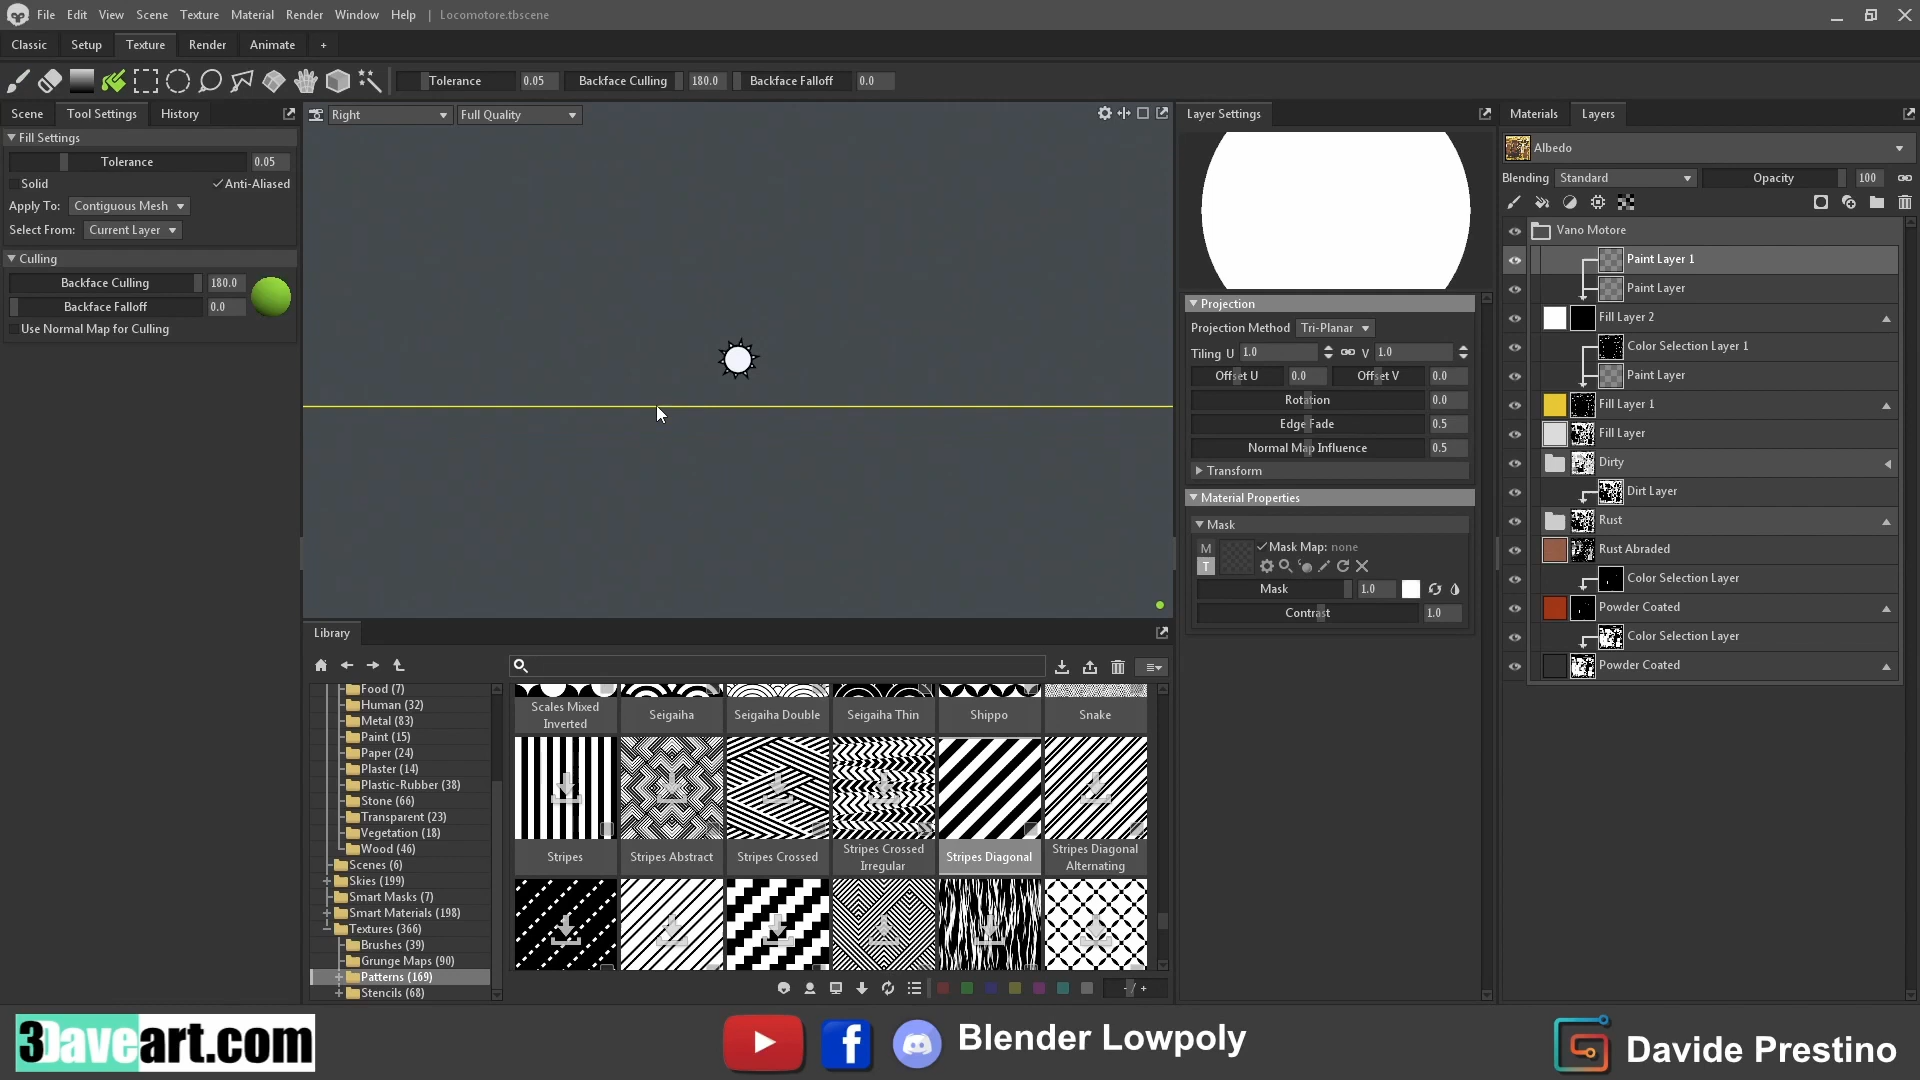 File Edit View Scene Texture Material Render Window Help | Locomotore.tbscene
Classic Setup Texture Render Animate +
Tolerance 0.05 Backface Culling 180.0 Backface Falloff 0.0
Scene Tool Settings History
Fill Settings
Tolerance 0.05
Solid Anti-Aliased
Apply To: Contiguous Mesh
Select From: Current Layer
Culling
Backface Culling 180.0
Backface Falloff 0.0
Use Normal Map for Culling
Right Full Quality
Library
Food (7)
Human (32)
Metal (83)
Paint (15)
Paper (24)
Plaster (14)
Plastic-Rubber (38)
Stone (66)
Transparent (23)
Vegetation (18)
Wood (46)
Scenes (6)
Skies (199)
Smart Masks (7)
Smart Materials (198)
Textures (366)
Brushes (39)
Grunge Maps (90)
Patterns (169)
Stencils (68)
Scales Mixed Inverted
Seigaiha
Seigaiha Double
Seigaiha Thin
Shippo
Snake
Stripes
Stripes Abstract
Stripes Crossed
Stripes Crossed Irregular
Stripes Diagonal
Stripes Diagonal Alternating
- / +
Layer Settings
Projection
Projection Method Tri-Planar
Tiling U 1.0 V 1.0
Offset U 0.0 Offset V 0.0
Rotation 0.0
Edge Fade 0.5
Normal Map Influence 0.5
Transform
Material Properties
Mask
M Mask Map: none
T
Mask 1.0
Contrast 1.0
Materials Layers
Albedo
Blending Standard Opacity 100
Vano Motore
Paint Layer 1
Paint Layer
Fill Layer 2
Color Selection Layer 1
Paint Layer
Fill Layer 1
Fill Layer
Dirty
Dirt Layer
Rust
Rust Abraded
Color Selection Layer
Powder Coated
Color Selection Layer
Powder Coated
3Daveart.com
f
Blender Lowpoly
Davide Prestino